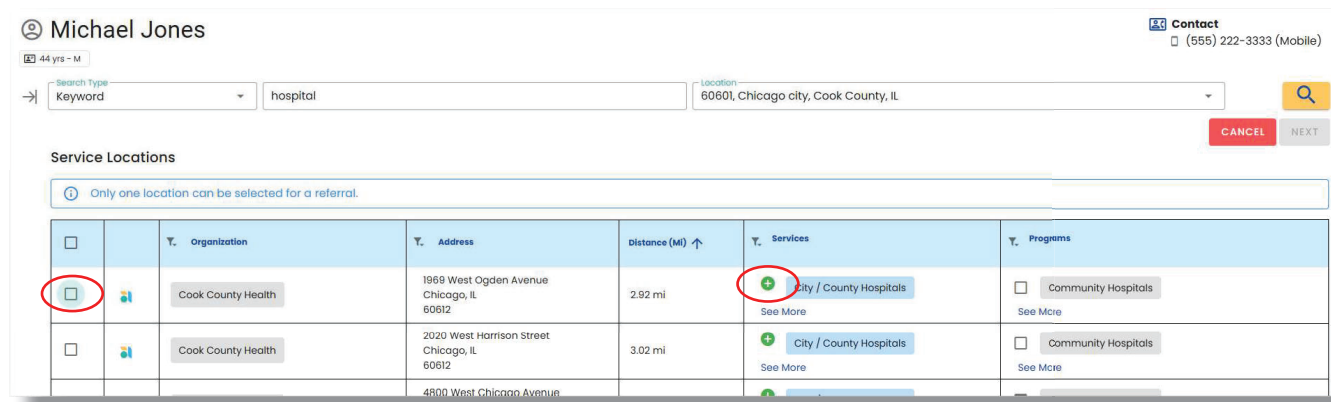 Michael Jones
Contact
(555) 222-3333 (Mobile)
44 yrs - M
Search Type
Keyword
hospital
Location
60601, Chicago city, Cook County, IL
CANCEL
NEXT
Service Locations
Only one location can be selected for a referral.
Organization
Address
Distance (Mi)
Services
Programs
Cook County Health
1969 West Ogden Avenue
Chicago, IL
60612
2.92 mi
City / County Hospitals
See More
Community Hospitals
See More
Cook County Health
2020 West Harrison Street
Chicago, IL
60612
3.02 mi
City / County Hospitals
See More
Community Hospitals
See More
4800 West Chicago Avenue